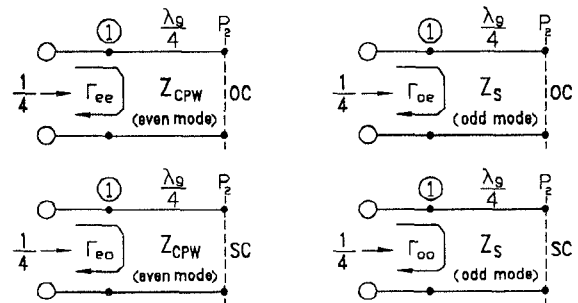 ① λg/4 P₂
1/4 Γee ZCPW OC
(even mode)
① λg/4 P₂
1/4 Γoe ZS OC
(odd mode)
① λg/4 P₂
1/4 Γeo ZCPW SC
(even mode)
① λg/4 P₂
1/4 Γoo ZS SC
(odd mode)